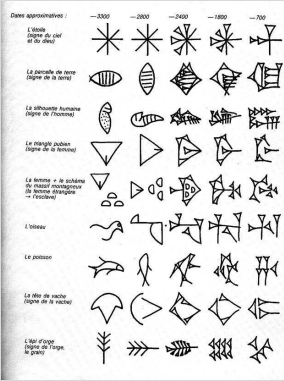 Dates approximatives : —3300 —2800 —2400 —1800 —700
L'étoile
(signe du ciel
et du dieu)
La parcelle de terre
(signe de la terre)
La silhouette humaine
(signe de l'homme)
Le triangle pubien
(signe de la femme)
La femme + le schéma
du massif montagneux
(la femme étrangère
→ l'esclave)
L'oiseau
Le poisson
La tête de vache
(signe de la vache)
L'épi d'orge
(signe de l'orge,
le grain)